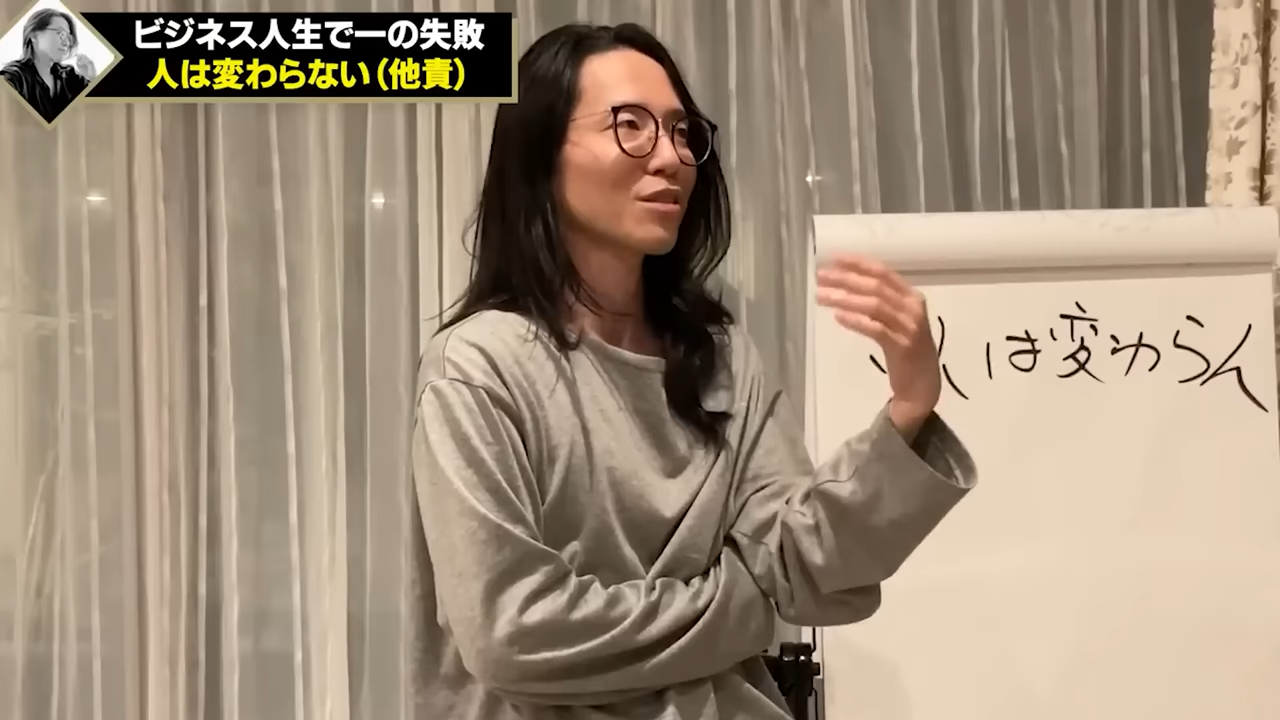 ビジネス人生で一の失敗
人は変わらない(他責)
人は変わらん